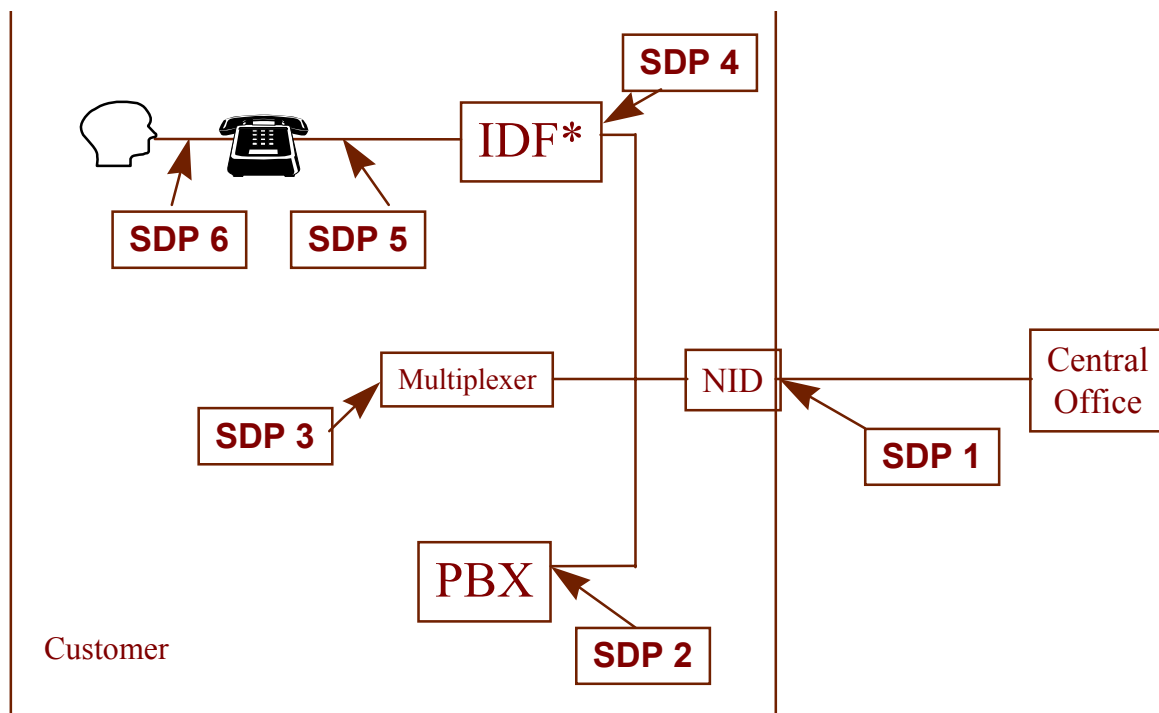 SDP 4
IDF*
SDP 6
SDP 5
Multiplexer
NID
Central
Office
SDP 3
SDP 1
PBX
SDP 2
Customer